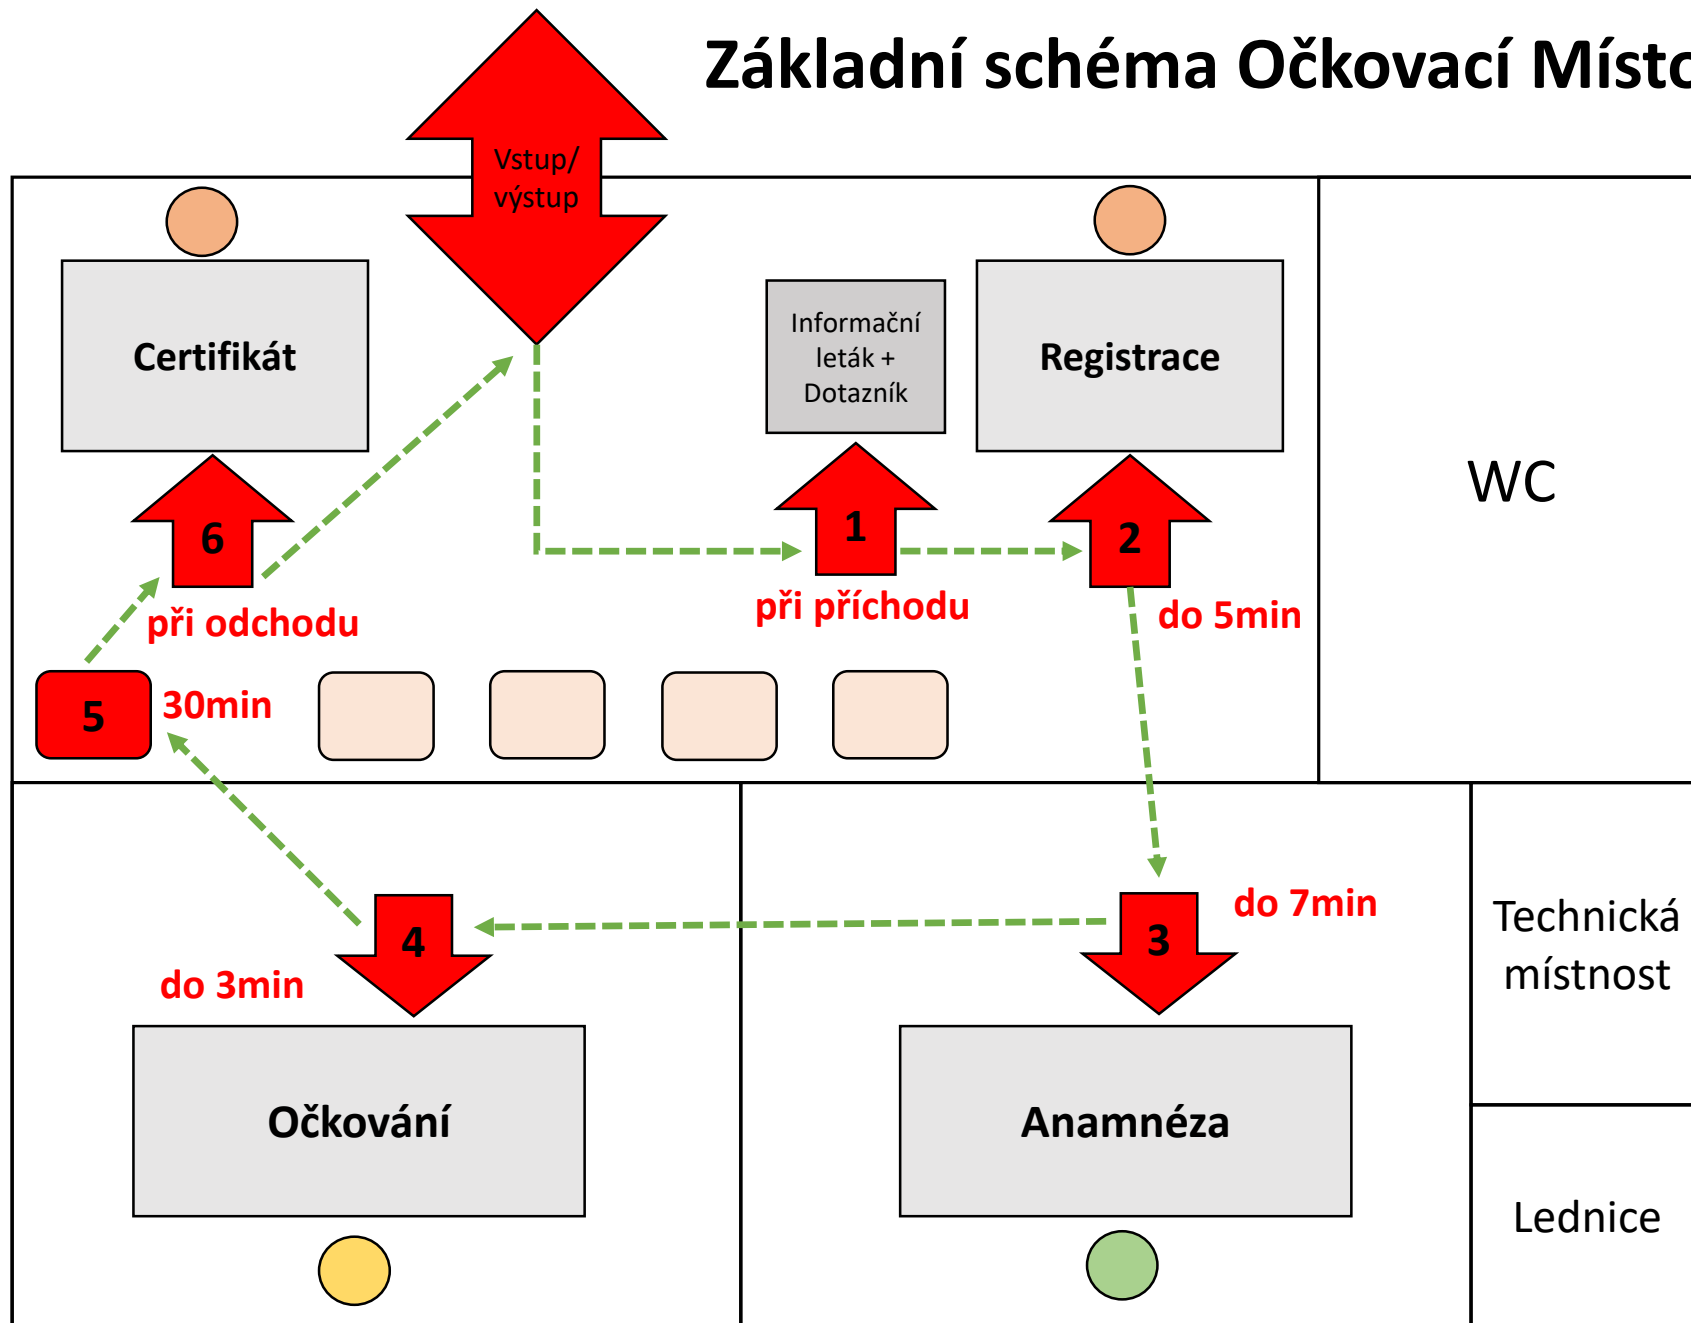 Základní schéma Očkovací Místo
Vstup/
výstup
Certifikát
Informační
leták +
Dotazník
Registrace
WC
6
1
2
při odchodu
při příchodu
do 5min
5
30min
4
do 3min
3
do 7min
Technická
místnost
Očkování
Anamnéza
Lednice